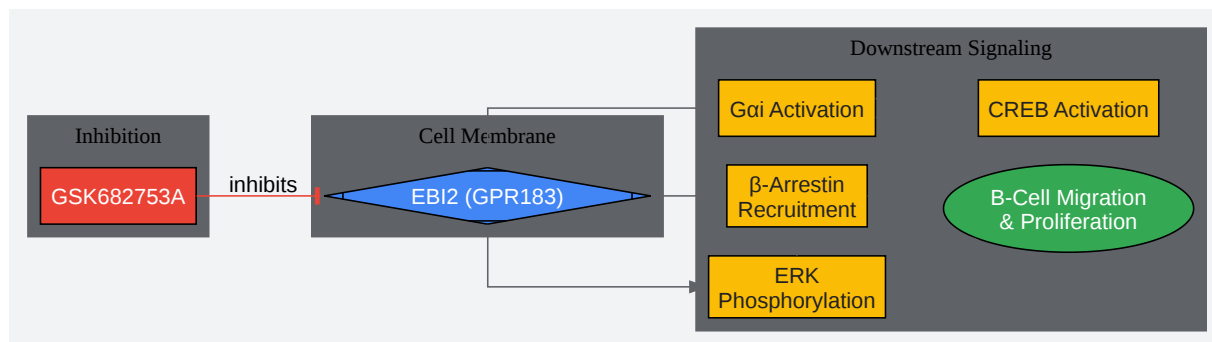 Inhibition
GSK682753A
inhibits
Cell Membrane
EBI2 (GPR183)
Downstream Signaling
Gαi Activation
CREB Activation
β-Arrestin
Recruitment
B-Cell Migration
& Proliferation
ERK
Phosphorylation